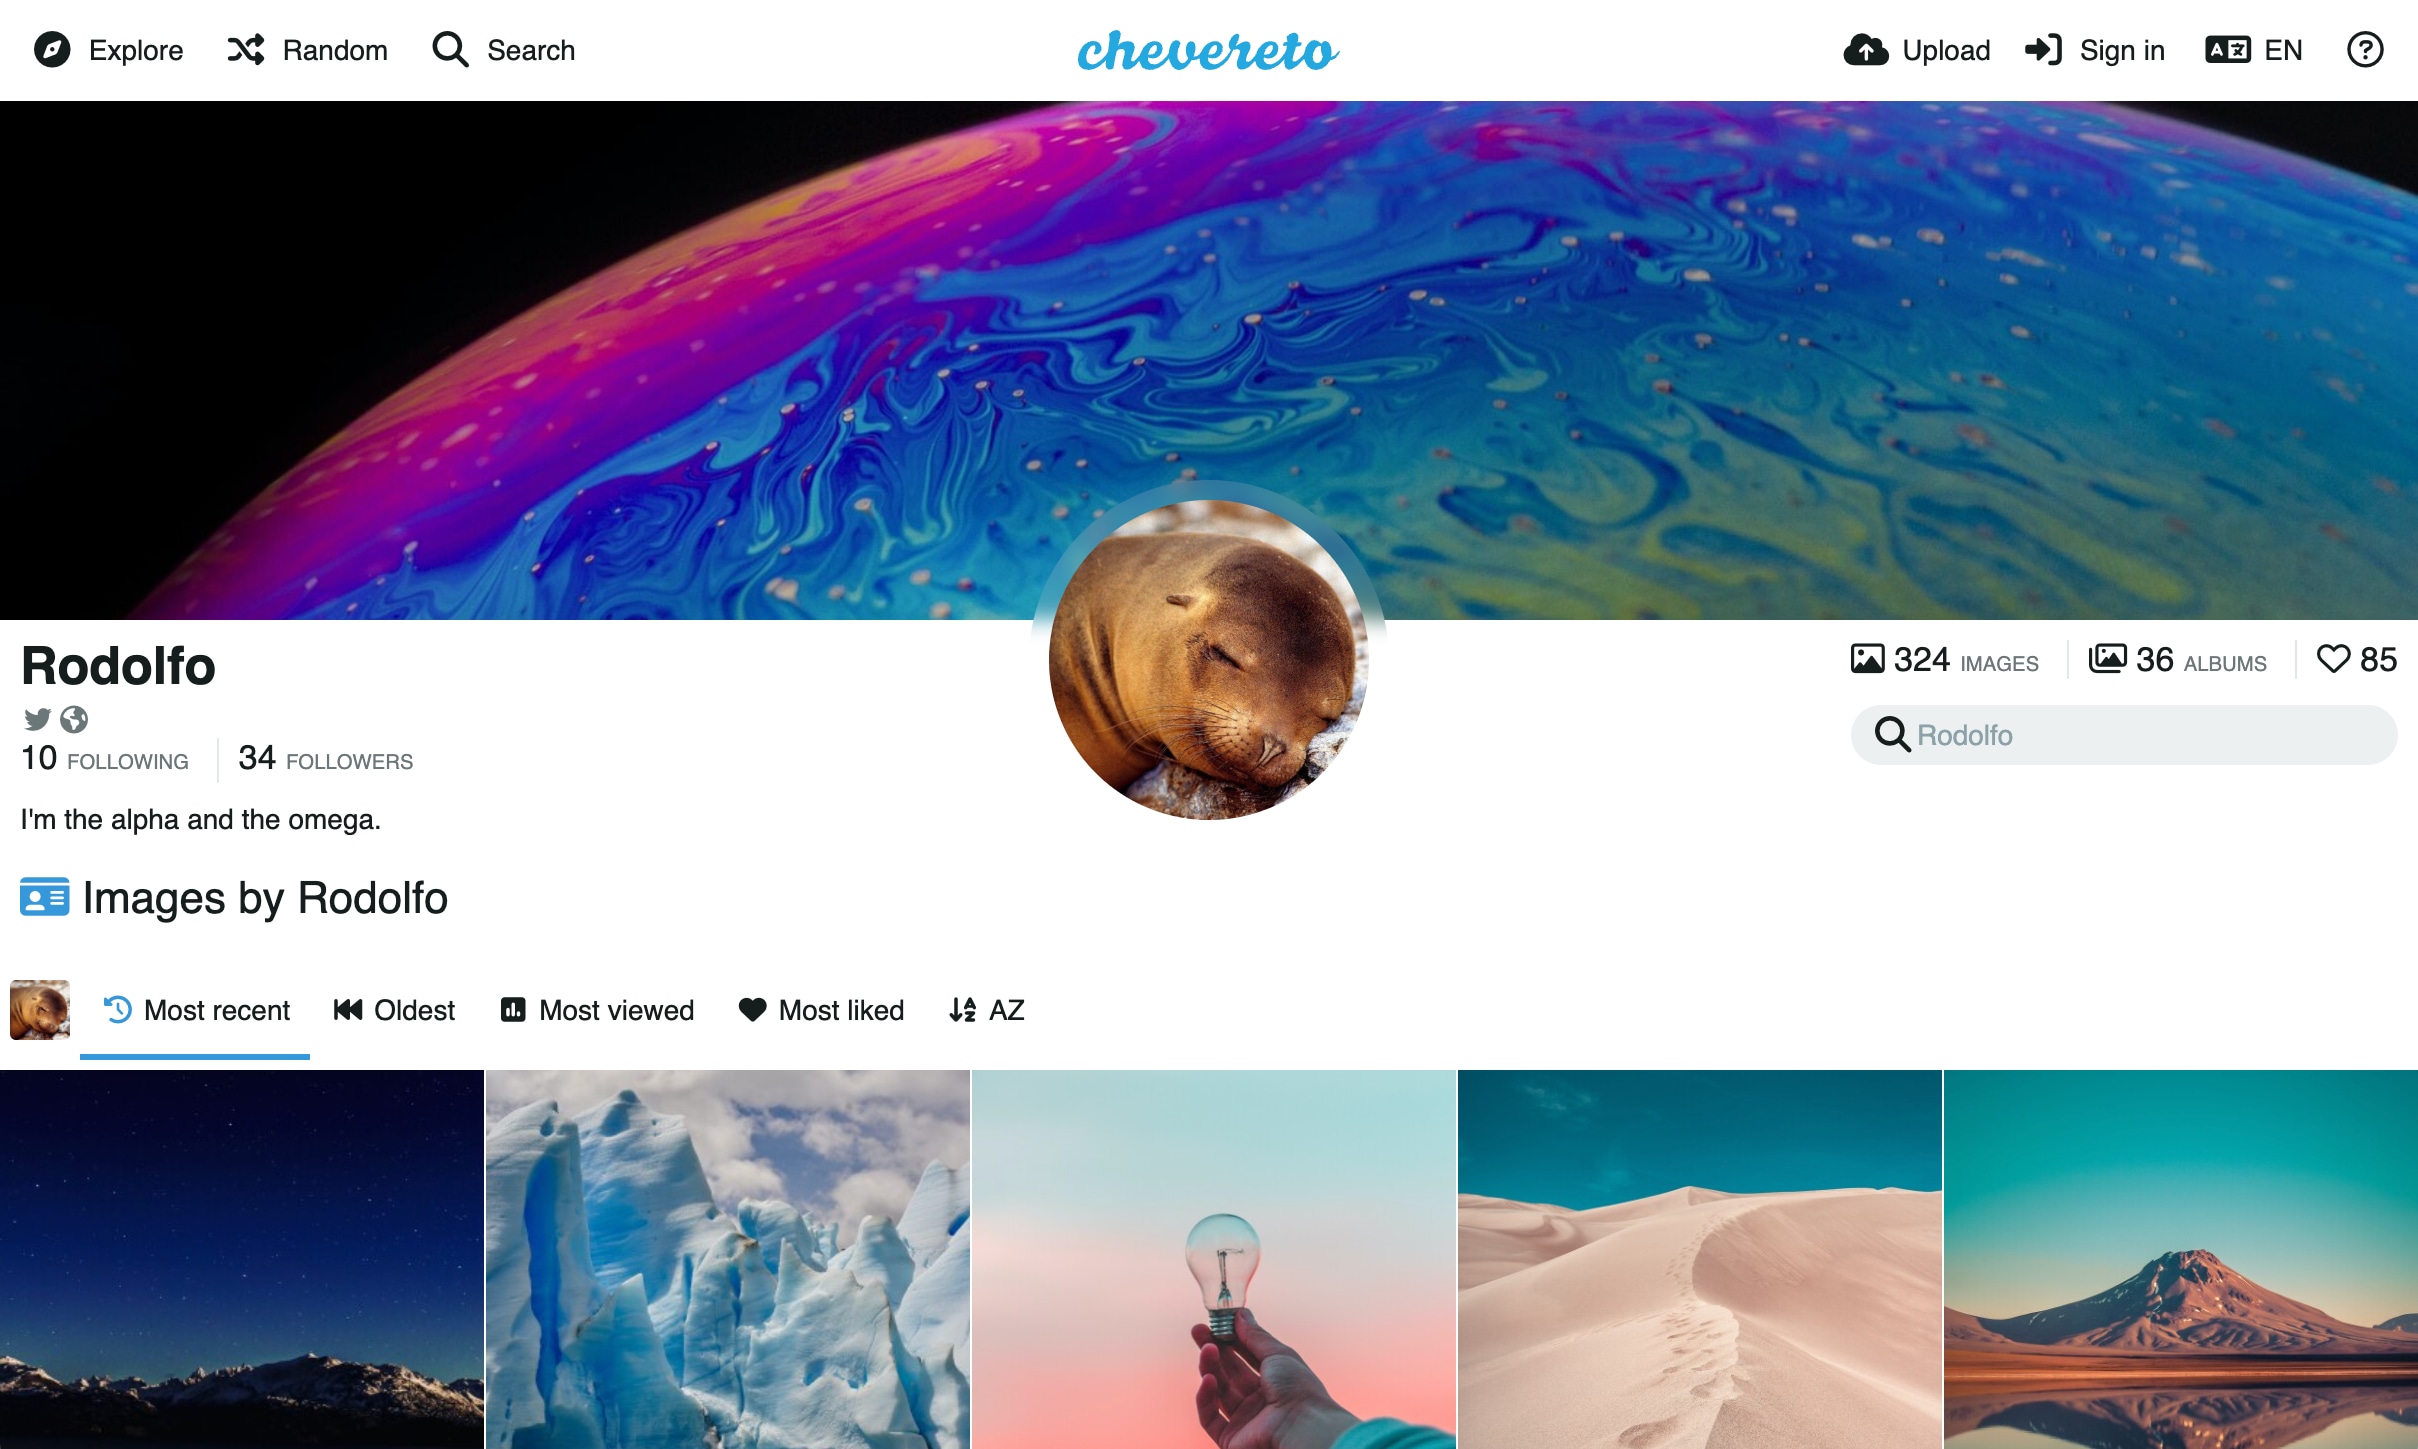 Explore Random Search chevereto Upload Sign in EN
Rodolfo
324 IMAGES 36 ALBUMS 85
Rodolfo
10 FOLLOWING 34 FOLLOWERS
I'm the alpha and the omega.
Images by Rodolfo
Most recent Oldest Most viewed Most liked AZ